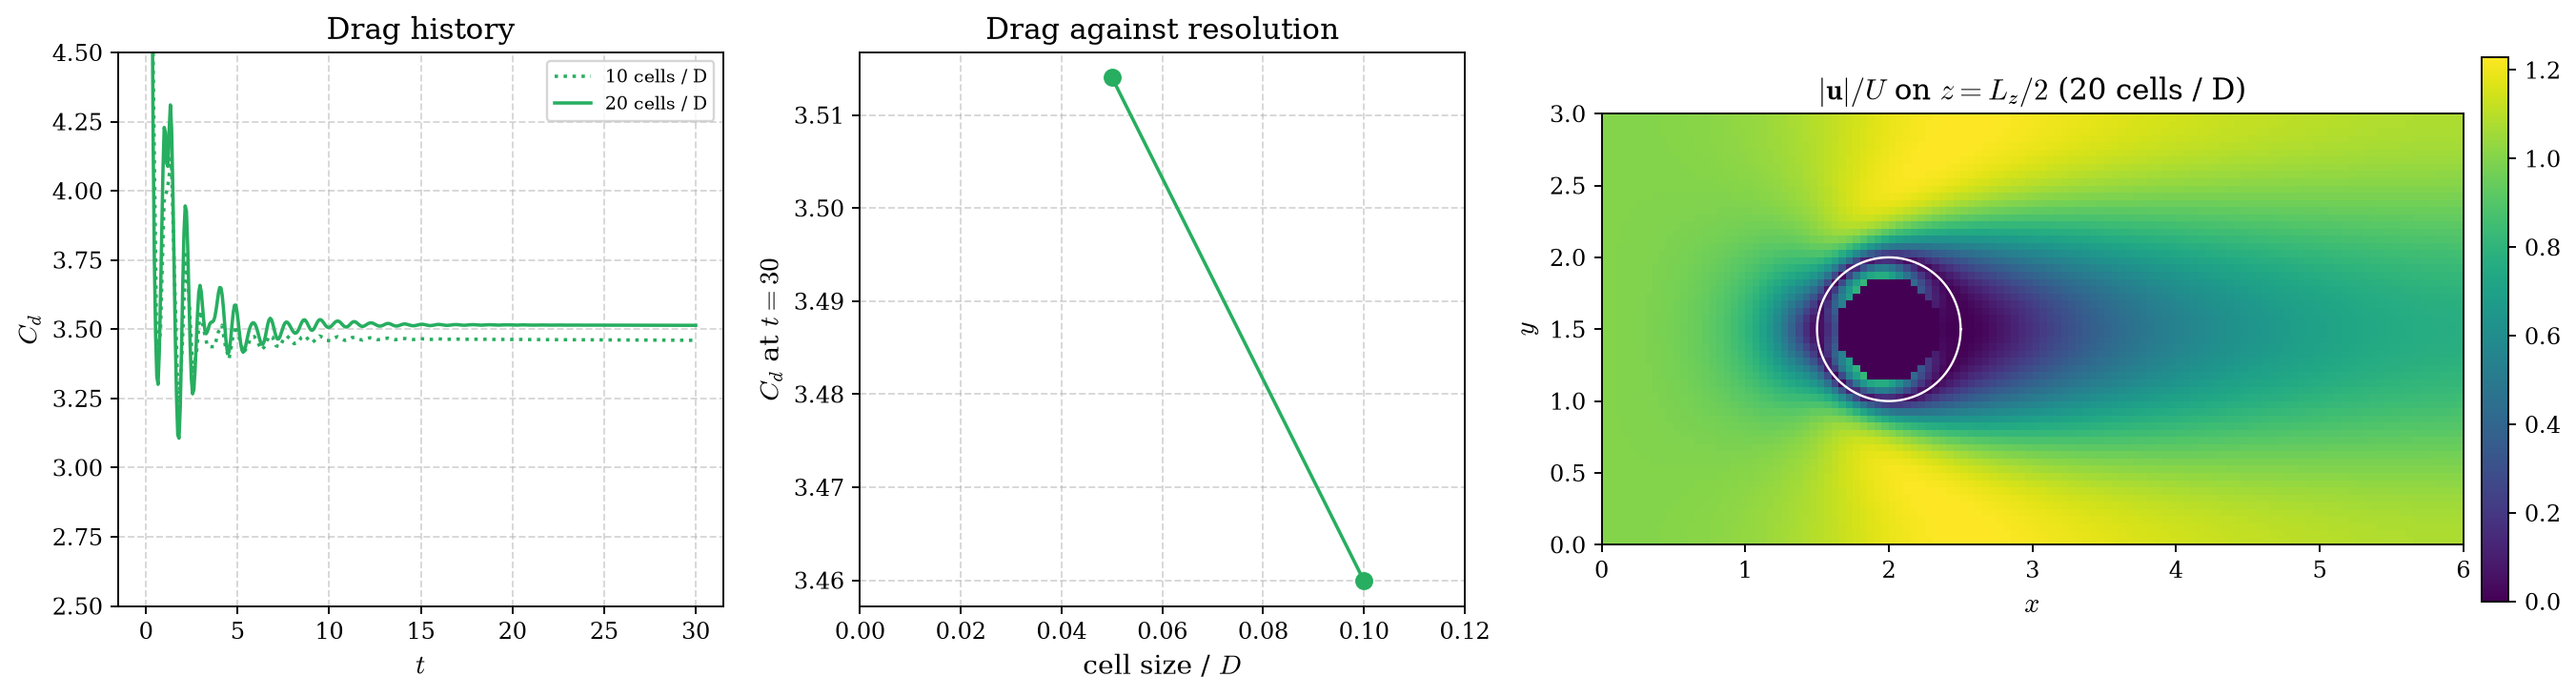 Drag history
4.50
4.25
4.00
3.75
3.50
3.25
3.00
2.75
2.50
C_d
0 5 10 15 20 25 30
t
10 cells / D
20 cells / D
Drag against resolution
3.51
3.50
3.49
3.48
3.47
3.46
C_d at t = 30
0.00 0.02 0.04 0.06 0.08 0.10 0.12
cell size / D
|u|/U on z = L_z/2 (20 cells / D)
3.0
2.5
2.0
1.5
1.0
0.5
0.0
y
0 1 2 3 4 5 6
x
1.2
1.0
0.8
0.6
0.4
0.2
0.0